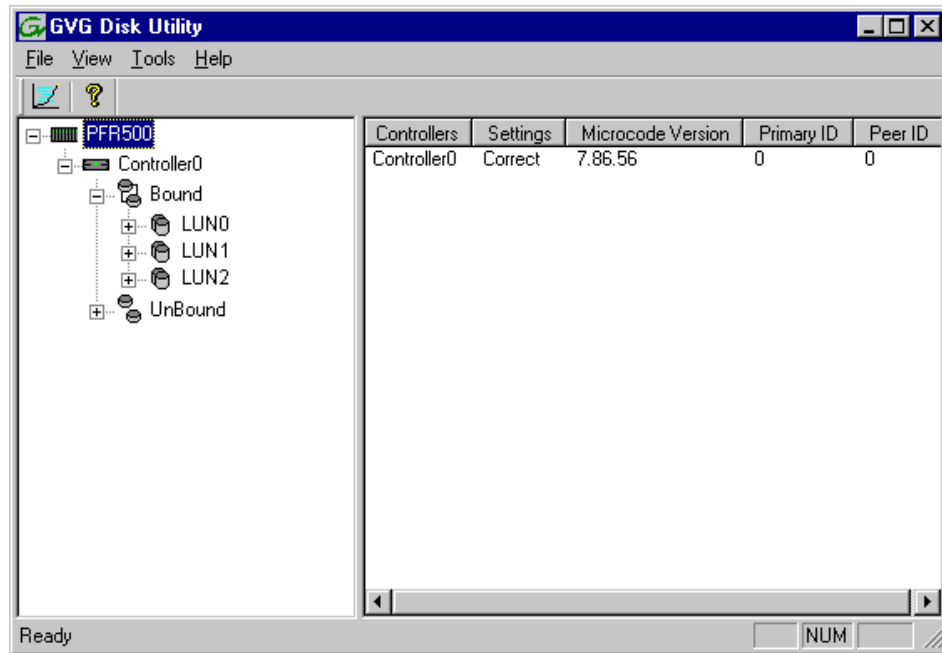 GVG Disk Utility
File View Tools Help
PFR500
Controller0
Bound
LUN0
LUN1
LUN2
UnBound
Controllers Settings Microcode Version Primary ID Peer ID
Controller0 Correct 7.86.56 0 0
Ready NUM